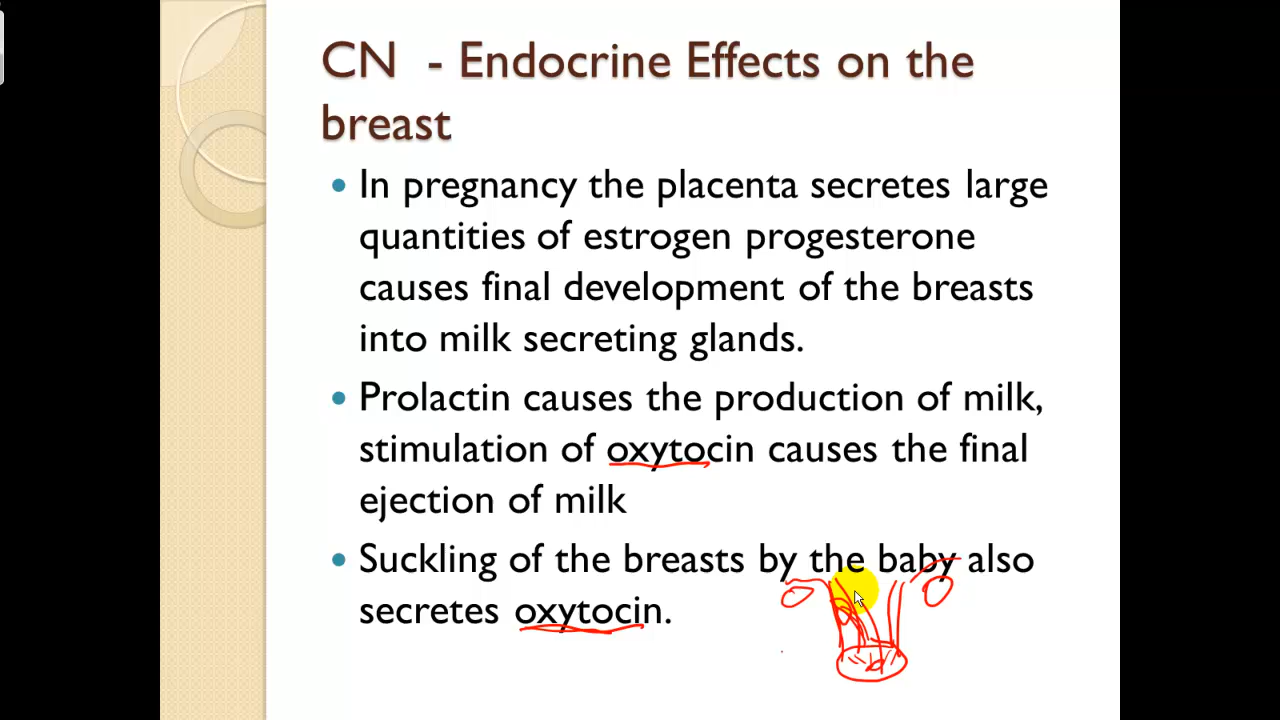 CN - Endocrine Effects on the
breast
• In pregnancy the placenta secretes large
quantities of estrogen progesterone
causes final development of the breasts
into milk secreting glands.
• Prolactin causes the production of milk,
stimulation of oxytocin causes the final
ejection of milk
• Suckling of the breasts by the baby also
secretes oxytocin.